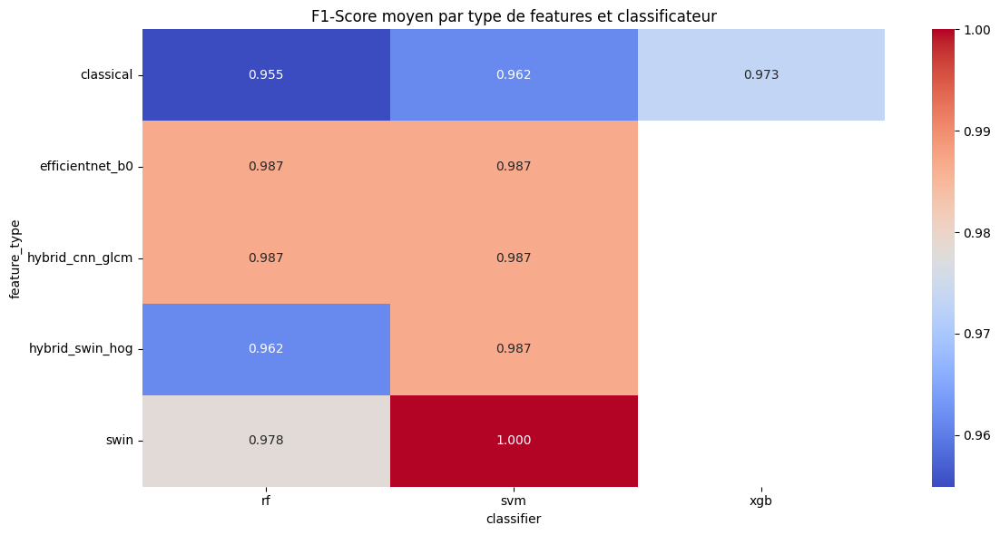 F1-Score moyen par type de features et classificateur
feature_type
classical 0.955 0.962 0.973
efficientnet_b0 0.987 0.987
hybrid_cnn_glcm 0.987 0.987
hybrid_swin_hog 0.962 0.987
swin 0.978 1.000
rf svm xgb
classifier
1.00
0.99
0.98
0.97
0.96